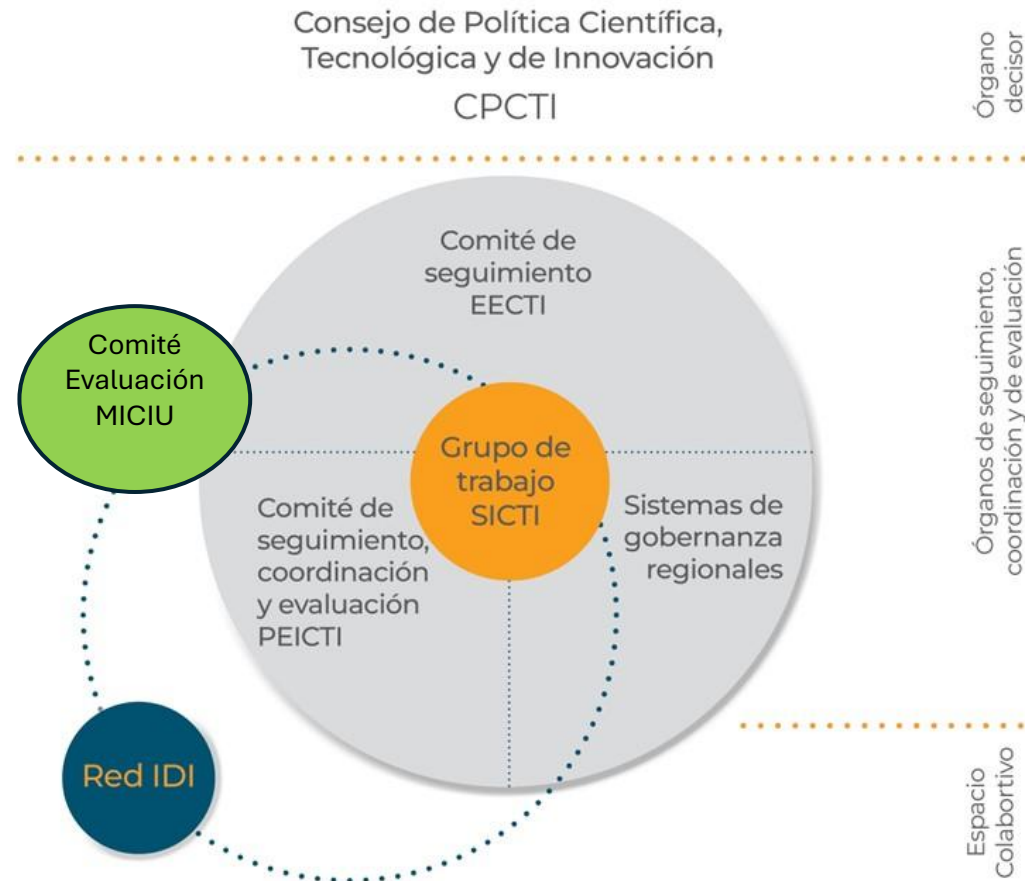 Consejo de Política Científica,
Tecnológica y de Innovación
CPCTI
Órgano
decisor
Comité de
seguimiento
EECTI
Comité
Evaluación
MICIU
Grupo de
trabajo
SICTI
Comité de
seguimiento,
coordinación
y evaluación
PEICTI
Sistemas de
gobernanza
regionales
Órganos de seguimiento,
coordinación y de evaluación
Red IDI
Espacio
Colabortivo